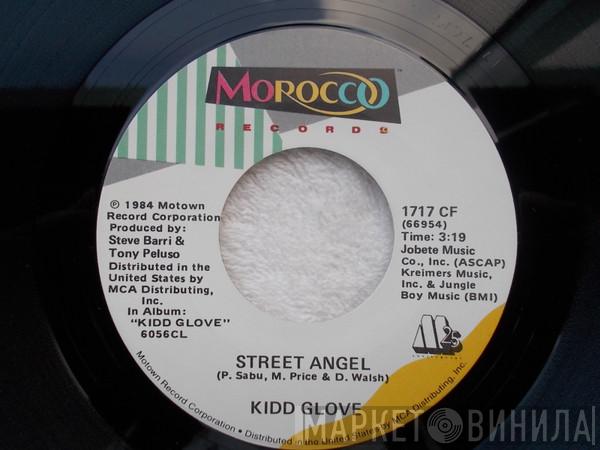 MOROCCO™
RECORDS
℗ 1984 Motown
Record Corporation
Produced by:
Steve Barri &
Tony Peluso
Distributed in the
United States by
MCA Distributing,
Inc.
In Album:
"KIDD GLOVE"
6056CL
1717 CF
(66954)
Time: 3:19
Jobete Music
Co., Inc. (ASCAP)
Kreimers Music,
Inc. & Jungle
Boy Music (BMI)
M25
ANNIVERSARY
STREET ANGEL
(P. Sabu, M. Price & D. Walsh)
KIDD GLOVE
Motown Record Corporation • Distributed in the United States by MCA Distributing, Inc.
МАРКЕТ ВИНИЛА